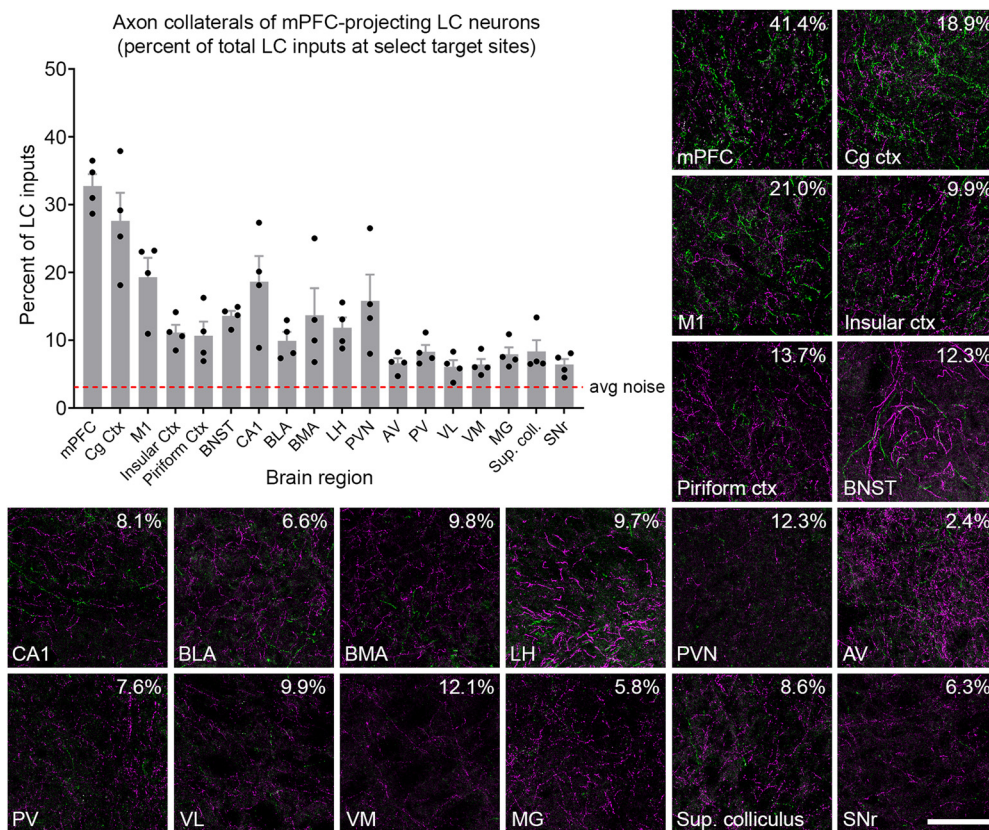 Axon collaterals of mPFC-projecting LC neurons
(percent of total LC inputs at select target sites)
Percent of LC inputs
50
40
30
20
10
0
avg noise
mPFC
Cg Ctx
M1
Insular Ctx
Piriform Ctx
BNST
CA1
BLA
BMA
LH
PVN
AV
PV
VL
VM
MG
Sup. coll.
SNr
Brain region
41.4%
mPFC
18.9%
Cg ctx
21.0%
M1
9.9%
Insular ctx
13.7%
Piriform ctx
12.3%
BNST
8.1%
CA1
6.6%
BLA
9.8%
BMA
9.7%
LH
12.3%
PVN
2.4%
AV
7.6%
PV
9.9%
VL
12.1%
VM
5.8%
MG
8.6%
Sup. colliculus
6.3%
SNr